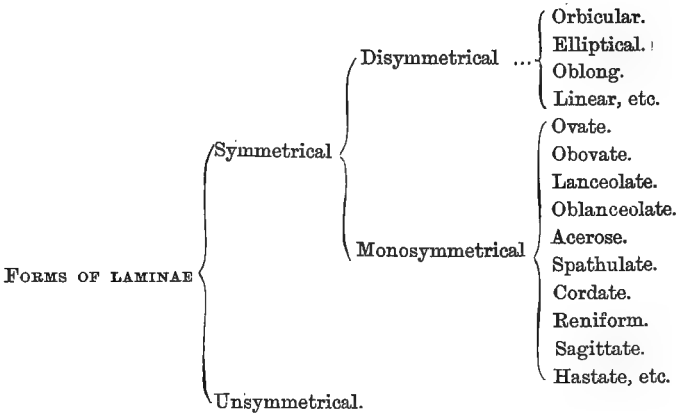 Orbicular.
Elliptical.
Disymmetrical ...
Oblong.
Linear, etc.
Ovate.
Symmetrical
Obovate.
Lanceolate.
Oblanceolate.
Acerose.
Monosymmetrical
Spathulate.
FORMS OF LAMINAE
Cordate.
Reniform.
Sagittate.
Hastate, etc.
Unsymmetrical.